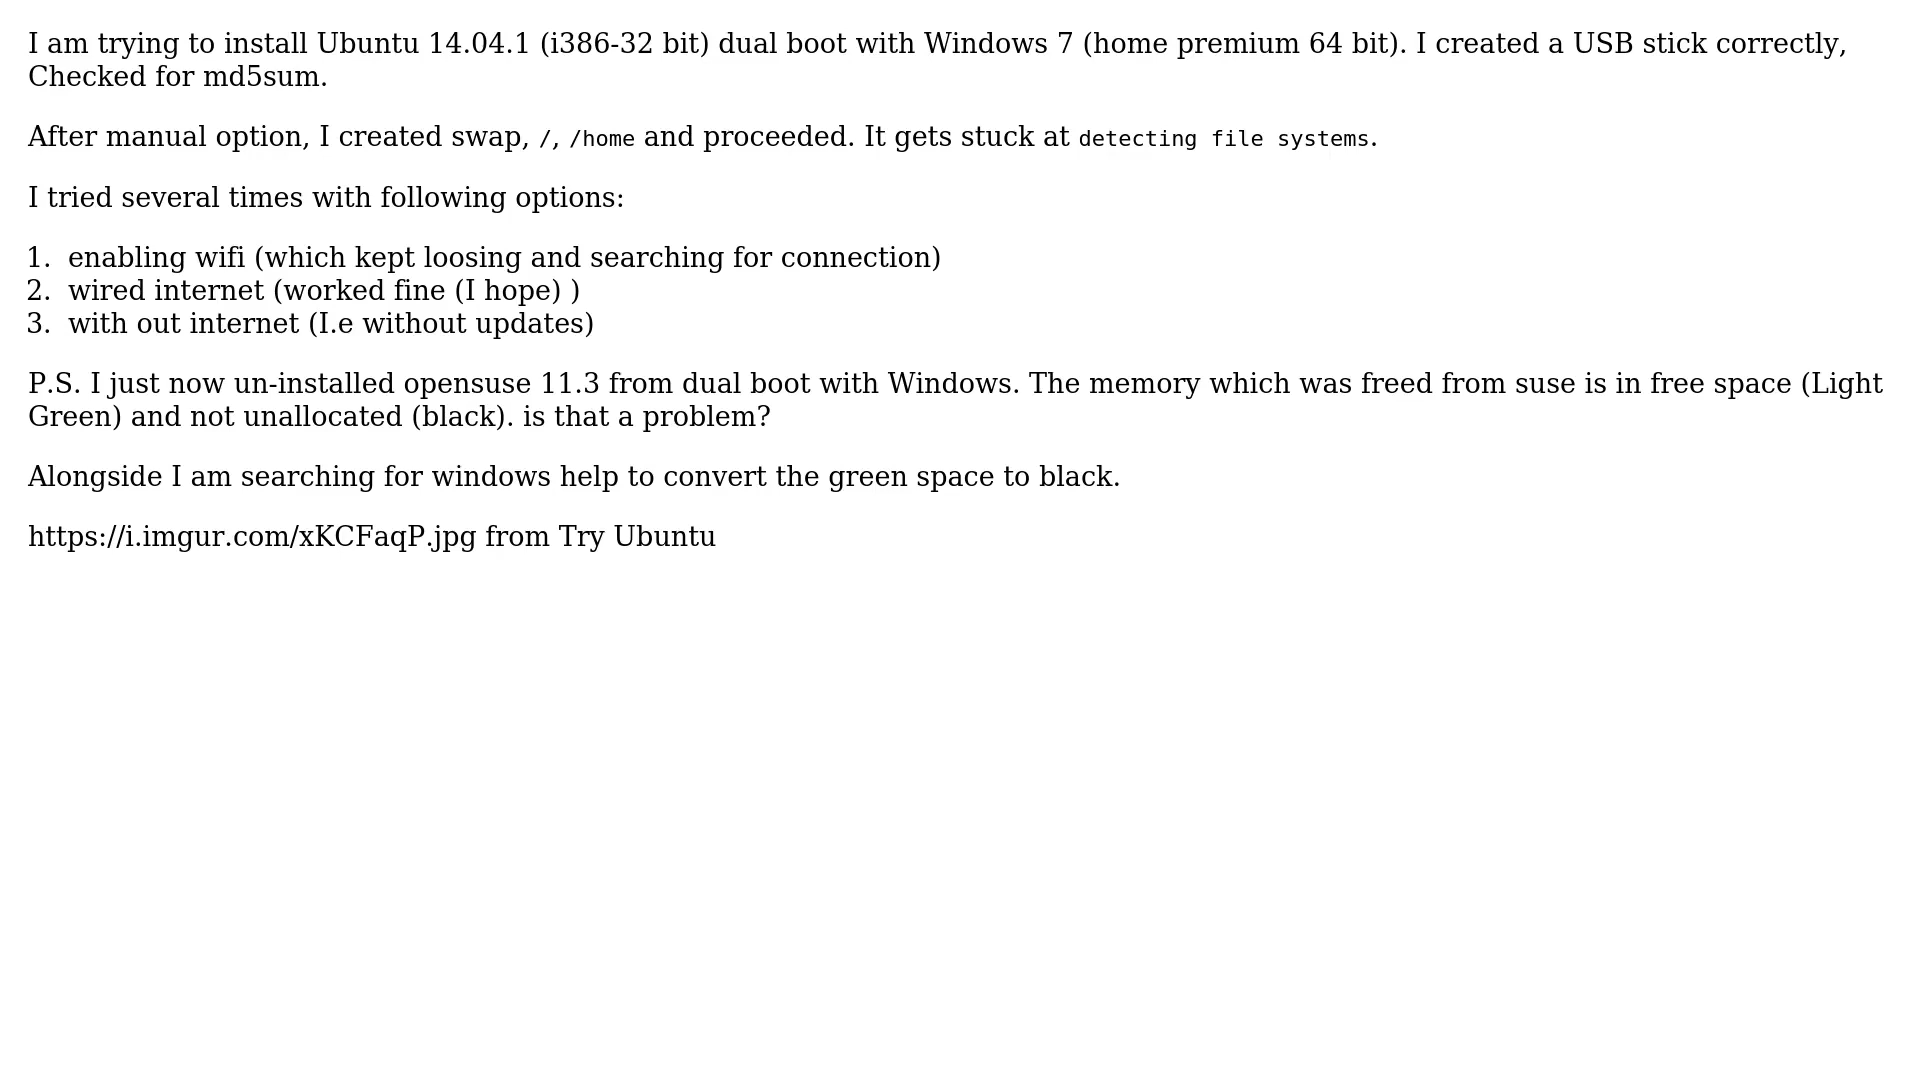 I am trying to install Ubuntu 14.04.1 (i386-32 bit) dual boot with Windows 7 (home premium 64 bit). I created a USB stick correctly,
Checked for md5sum.
After manual option, I created swap, /, /home and proceeded. It gets stuck at detecting file systems.
I tried several times with following options:
1. enabling wifi (which kept loosing and searching for connection)
2. wired internet (worked fine (I hope) )
3. with out internet (I.e without updates)
P.S. I just now un-installed opensuse 11.3 from dual boot with Windows. The memory which was freed from suse is in free space (Light
Green) and not unallocated (black). is that a problem?
Alongside I am searching for windows help to convert the green space to black.
https://i.imgur.com/xKCFaqP.jpg from Try Ubuntu